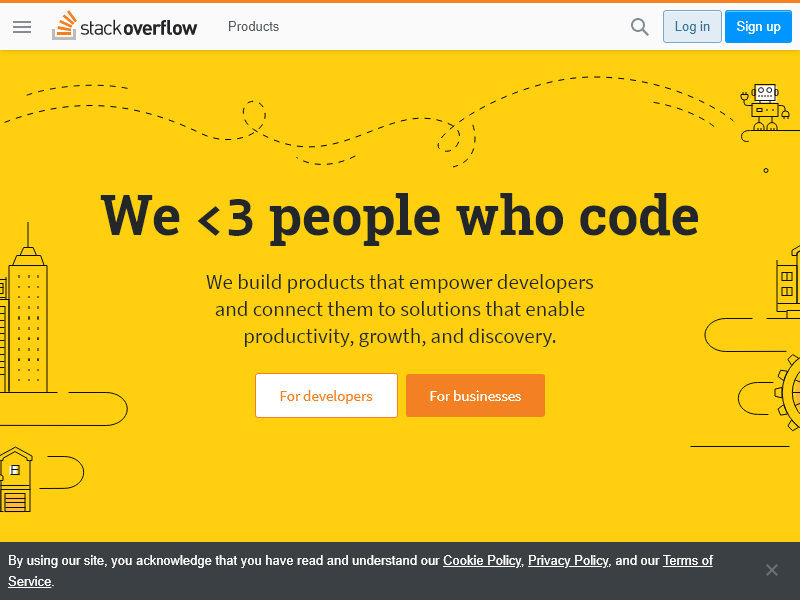 stackoverflow
Products
Log in
Sign up
We <3 people who code
We build products that empower developers
and connect them to solutions that enable
productivity, growth, and discovery.
For developers
For businesses
By using our site, you acknowledge that you have read and understand our Cookie Policy, Privacy Policy, and our Terms of
Service.